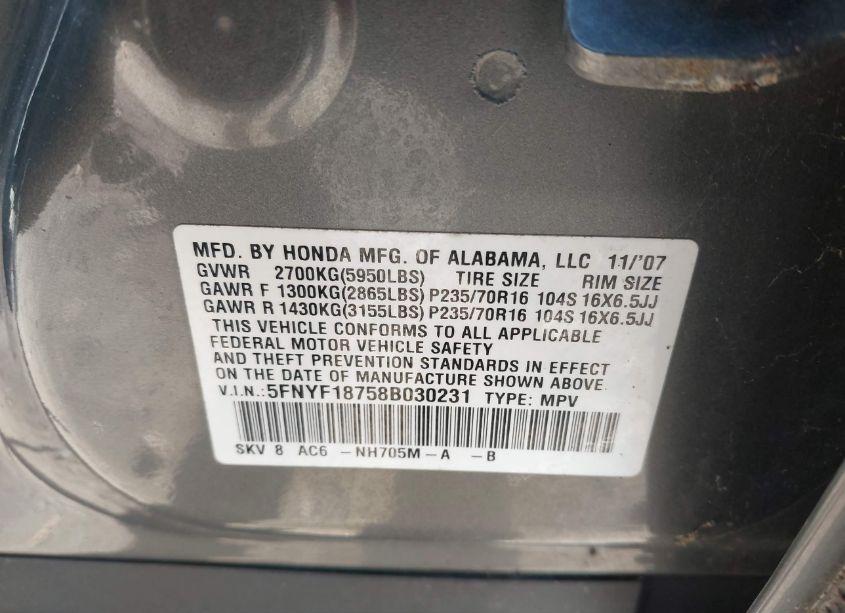 MFD. BY HONDA MFG. OF ALABAMA, LLC 11/'07
GVWR 2700KG(5950LBS) TIRE SIZE RIM SIZE
GAWR F 1300KG(2865LBS) P235/70R16 104S 16X6.5JJ
GAWR R 1430KG(3155LBS) P235/70R16 104S 16X6.5JJ
THIS VEHICLE CONFORMS TO ALL APPLICABLE
FEDERAL MOTOR VEHICLE SAFETY
AND THEFT PREVENTION STANDARDS IN EFFECT
ON THE DATE OF MANUFACTURE SHOWN ABOVE.
V.I.N.: 5FNYF18758B030231 TYPE: MPV
SKV 8 AC6 -NH705M-A -B